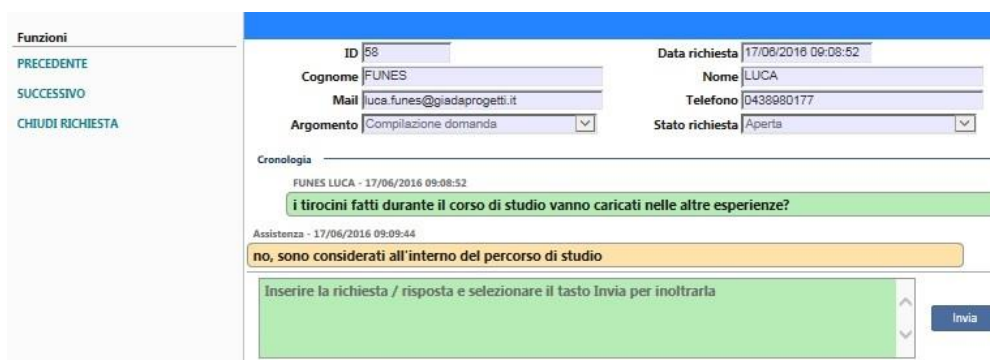 Funzioni
PRECEDENTE
SUCCESSIVO
CHIUDI RICHIESTA
ID 58 Data richiesta 17/06/2016 09:08:52
Cognome FUNES Nome LUCA
Mail luca.funes@giadaprogetti.it Telefono 0438980177
Argomento Compilazione domanda Stato richiesta Aperta
Cronologia
FUNES LUCA - 17/06/2016 09:08:52
i tirocini fatti durante il corso di studio vanno caricati nelle altre esperienze?
Assistenza - 17/06/2016 09:09:44
no, sono considerati all'interno del percorso di studio
Inserire la richiesta / risposta e selezionare il tasto Invia per inoltrarla
Invia